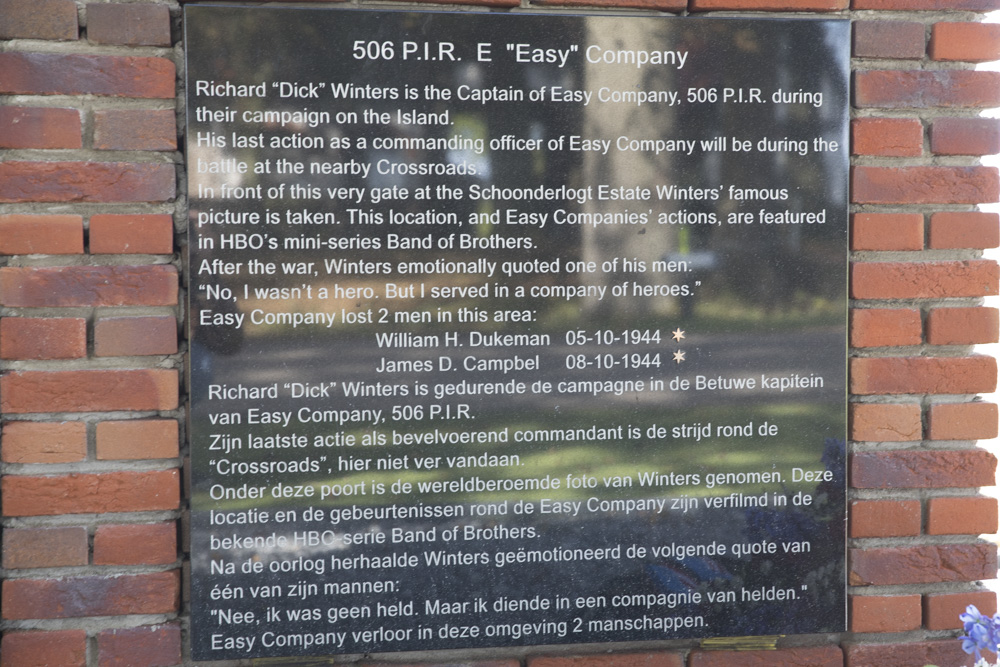 506 P.I.R. E "Easy" Company
Richard “Dick” Winters is the Captain of Easy Company, 506 P.I.R. during
their campaign on the Island.
His last action as a commanding officer of Easy Company will be during the
battle at the nearby Crossroads.
In front of this very gate at the Schoonderlogt Estate Winters’ famous
picture is taken. This location, and Easy Companies’ actions, are featured
in HBO’s mini-series Band of Brothers.
After the war, Winters emotionally quoted one of his men:
“No, I wasn’t a hero. But I served in a company of heroes.”
Easy Company lost 2 men in this area:
William H. Dukeman 05-10-1944
James D. Campbel 08-10-1944
Richard “Dick” Winters is gedurende de campagne in de Betuwe kapitein
van Easy Company, 506 P.I.R.
Zijn laatste actie als bevelvoerend commandant is de strijd rond de
“Crossroads”, hier niet ver vandaan.
Onder deze poort is de wereldberoemde foto van Winters genomen. Deze
locatie en de gebeurtenissen rond de Easy Company zijn verfilmd in de
bekende HBO-serie Band of Brothers.
Na de oorlog herhaalde Winters geëmotioneerd de volgende quote van
één van zijn mannen:
"Nee, ik was geen held. Maar ik diende in een compagnie van helden."
Easy Company verloor in deze omgeving 2 manschappen.